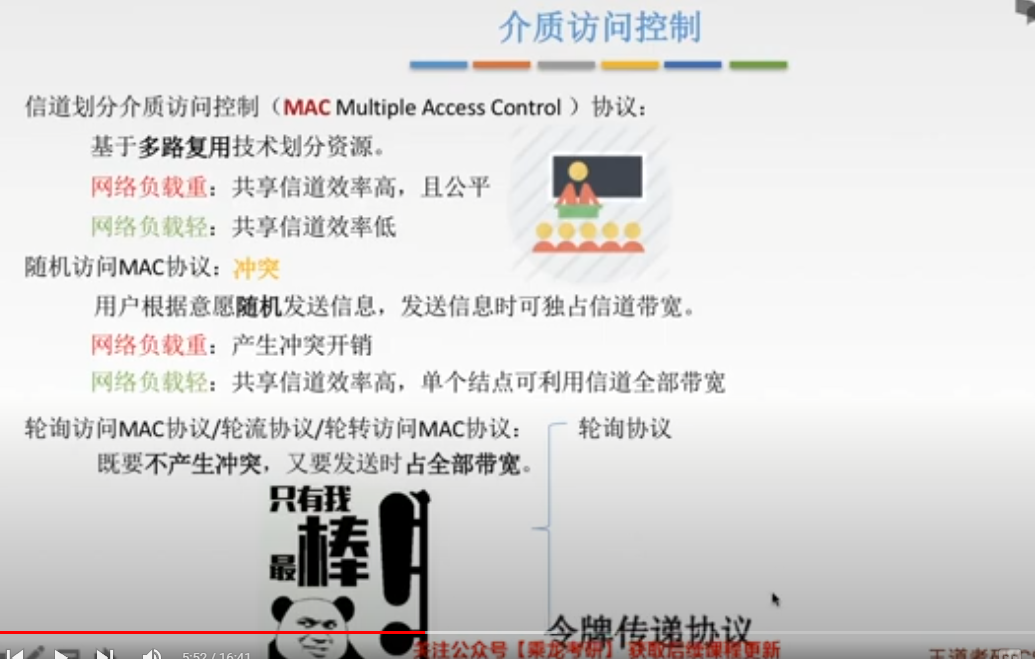 介质访问控制
信道划分介质访问控制（MAC Multiple Access Control ）协议：
基于多路复用技术划分资源。
网络负载重：共享信道效率高，且公平
网络负载轻：共享信道效率低
随机访问MAC协议：冲突
用户根据意愿随机发送信息，发送信息时可独占信道带宽。
网络负载重：产生冲突开销
网络负载轻：共享信道效率高，单个结点可利用信道全部带宽
轮询访问MAC协议/轮流协议/轮转访问MAC协议：
既要不产生冲突，又要发送时占全部带宽。
轮询协议
令牌传递协议
只有我
最棒！
关注公众号【乘龙考研】获取后续课程更新
5:52 / 16:41